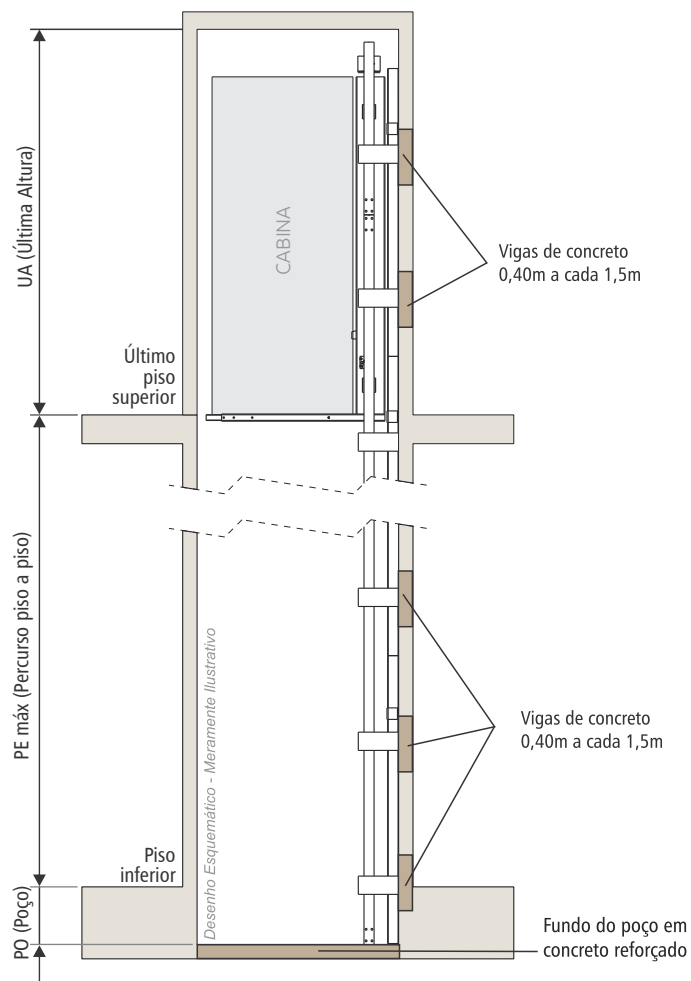 UA (Última Altura)
CABINA
Vigas de concreto
0,40m a cada 1,5m
Último
piso
superior
PE máx (Percurso piso a piso)
Desenho Esquemático - Meramente Ilustrativo
Vigas de concreto
0,40m a cada 1,5m
Piso
inferior
PO (Poço)
Fundo do poço em
concreto reforçado